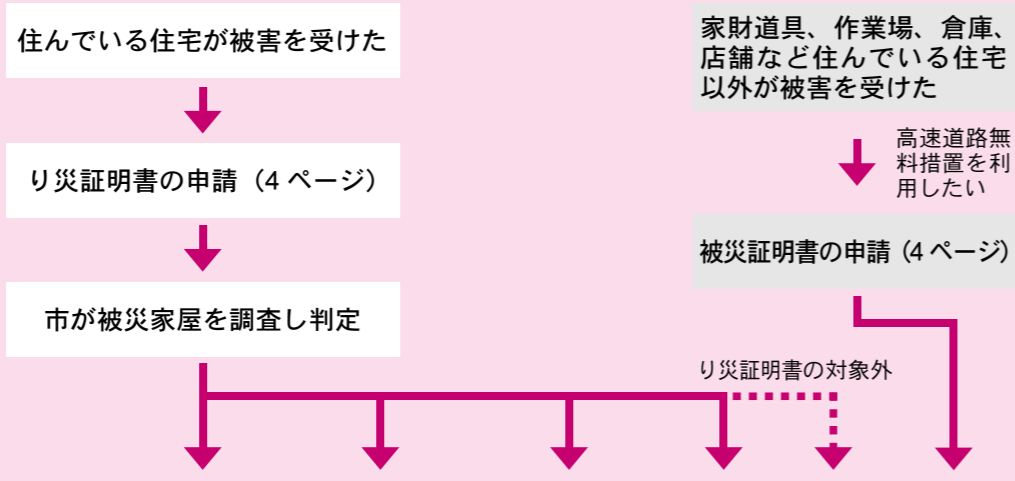 住んでいる住宅が被害を受けた
り災証明書の申請（4 ページ）
市が被災家屋を調査し判定
家財道具、作業場、倉庫、
店舗など住んでいる住宅
以外が被害を受けた
高速道路無
料措置を利
用したい
被災証明書の申請（4 ページ）
り災証明書の対象外